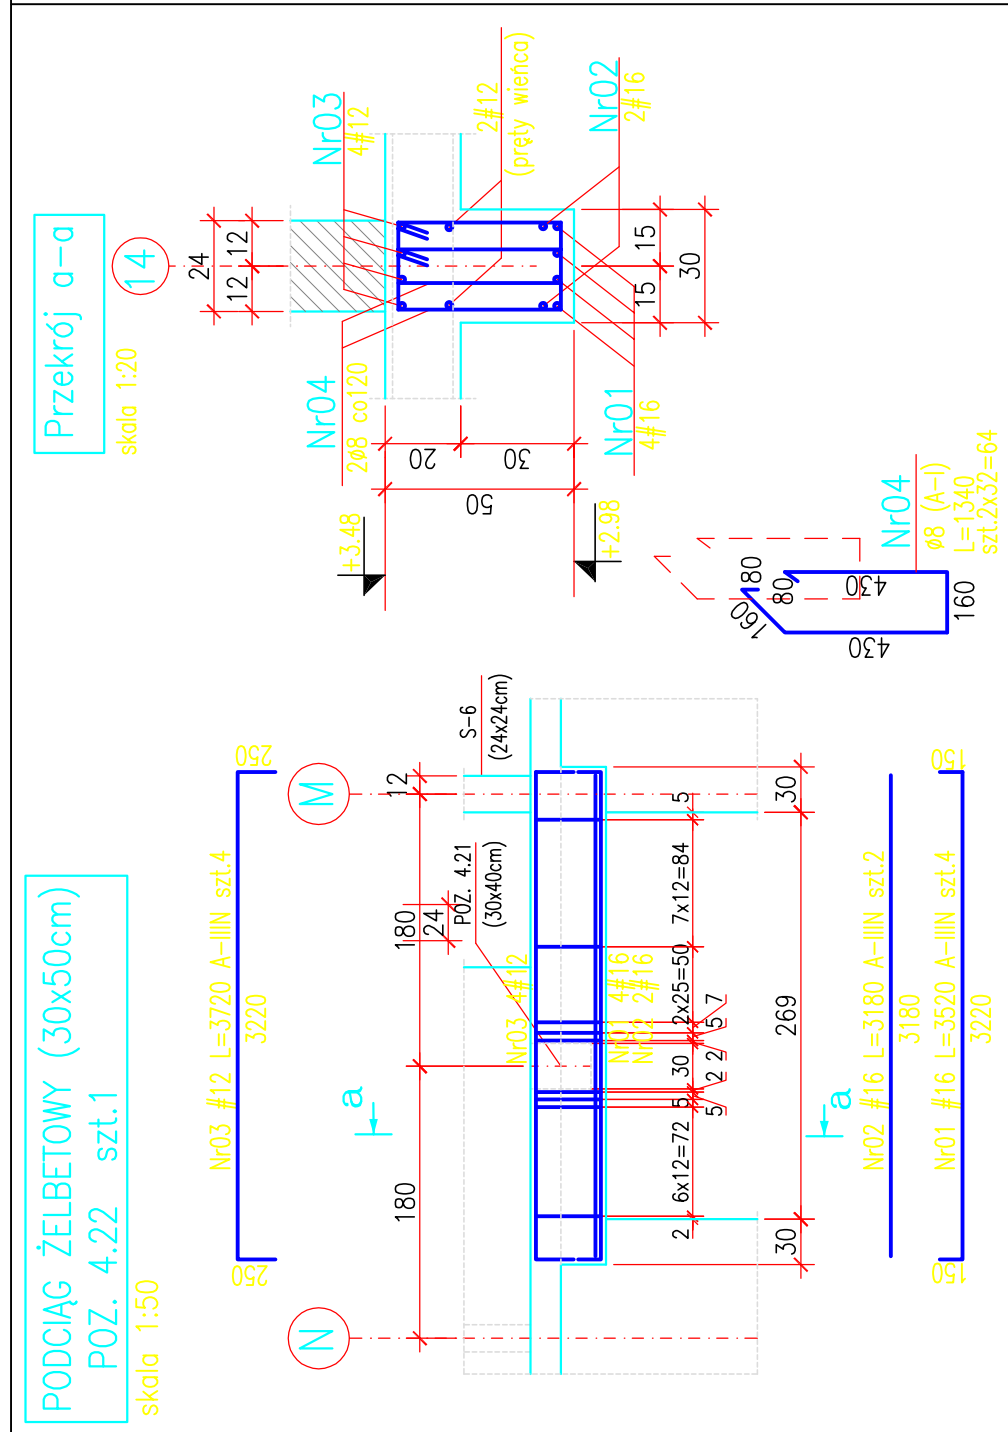 PODCIĄG ŻELBETOWY (30x50cm)
POZ. 4.22 szt.1
skala 1:50
Nr03 #12 L=3720 A-IIIN szt.4
3220
250
250
N
M
180
180
12
24
S-6
(24x24cm)
POZ. 4.21
(30x40cm)
a
a
Nr03 4#12
Nr01 4#16
Nr02 2#16
2
6x12=72
5
5
2
30
2
5
7
2x25=50
7x12=84
5
30
269
30
Nr02 #16 L=3180 A-IIIN szt.2
3180
Nr01 #16 L=3520 A-IIIN szt.4
3220
150
150
Przekrój a-a
skala 1:20
14
24
12
12
Nr03
4#12
2#12
(pręty wieńca)
Nr02
2#16
Nr04
2ø8 co120
Nr01
4#16
15
15
30
20
30
50
+3.48
+2.98
160
180
80
430
430
160
Nr04
ø8 (A-I)
L=1340
szt.2x32=64